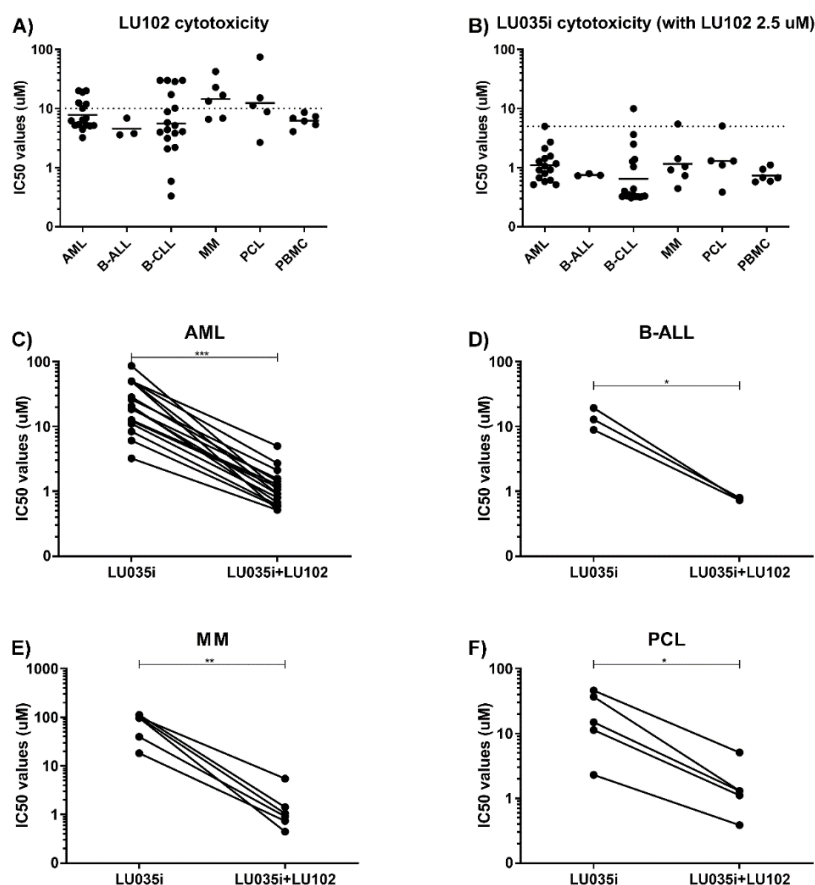 A) LU102 cytotoxicity
IC50 values (uM)
100
10
1
0
AML
B-ALL
B-CLL
MM
PCL
PBMC
B) LU035i cytotoxicity (with LU102 2.5 uM)
IC50 values (uM)
100
10
1
0
AML
B-ALL
B-CLL
MM
PCL
PBMC
C) AML
***
IC50 values (uM)
100
10
1
0
LU035i
LU035i+LU102
D) B-ALL
*
IC50 values (uM)
100
10
1
0
LU035i
LU035i+LU102
E) MM
**
IC50 values (uM)
1000
100
10
1
0
LU035i
LU035i+LU102
F) PCL
*
IC50 values (uM)
100
10
1
0
LU035i
LU035i+LU102